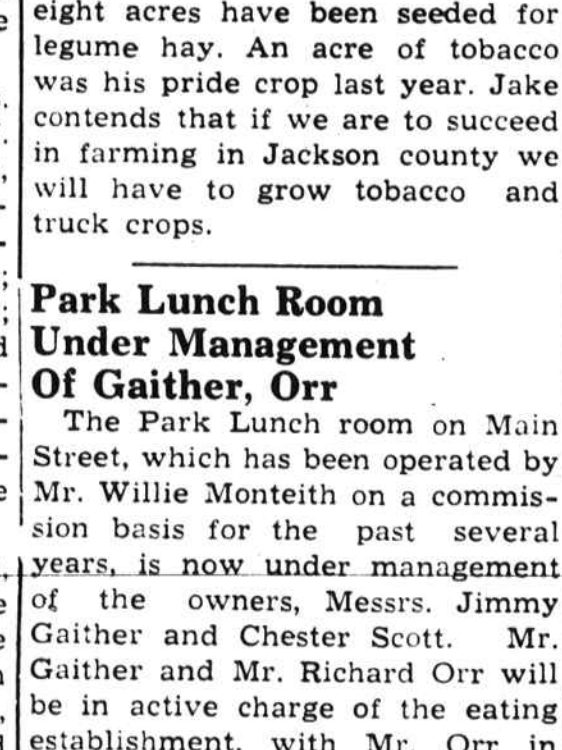 eight acres have been seeded for
legume hay. An acre of tobacco
was his pride crop last year. Jake
contends that if we are to succeed
in farming in Jackson county we
will have to grow tobacco and
truck crops.
Park Lunch Room
Under Management
Of Gaither, Orr
The Park Lunch room on Main
Street, which has been operated by
Mr. Willie Monteith on a commis-
sion basis for the past several
years, is now under management
of the owners, Messrs. Jimmy
Gaither and Chester Scott. Mr.
Gaither and Mr. Richard Orr will
be in active charge of the eating
establishment, with Mr. Orr in